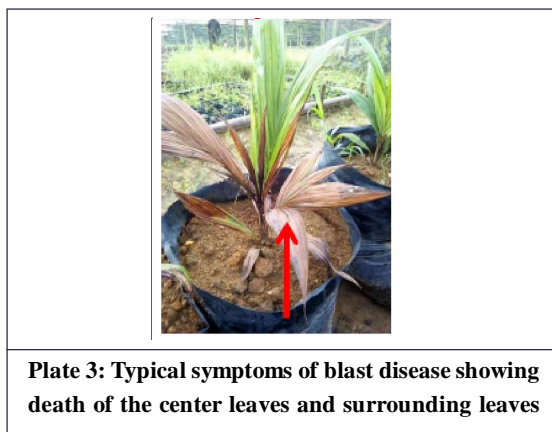 Plate 3: Typical symptoms of blast disease showing
death of the center leaves and surrounding leaves